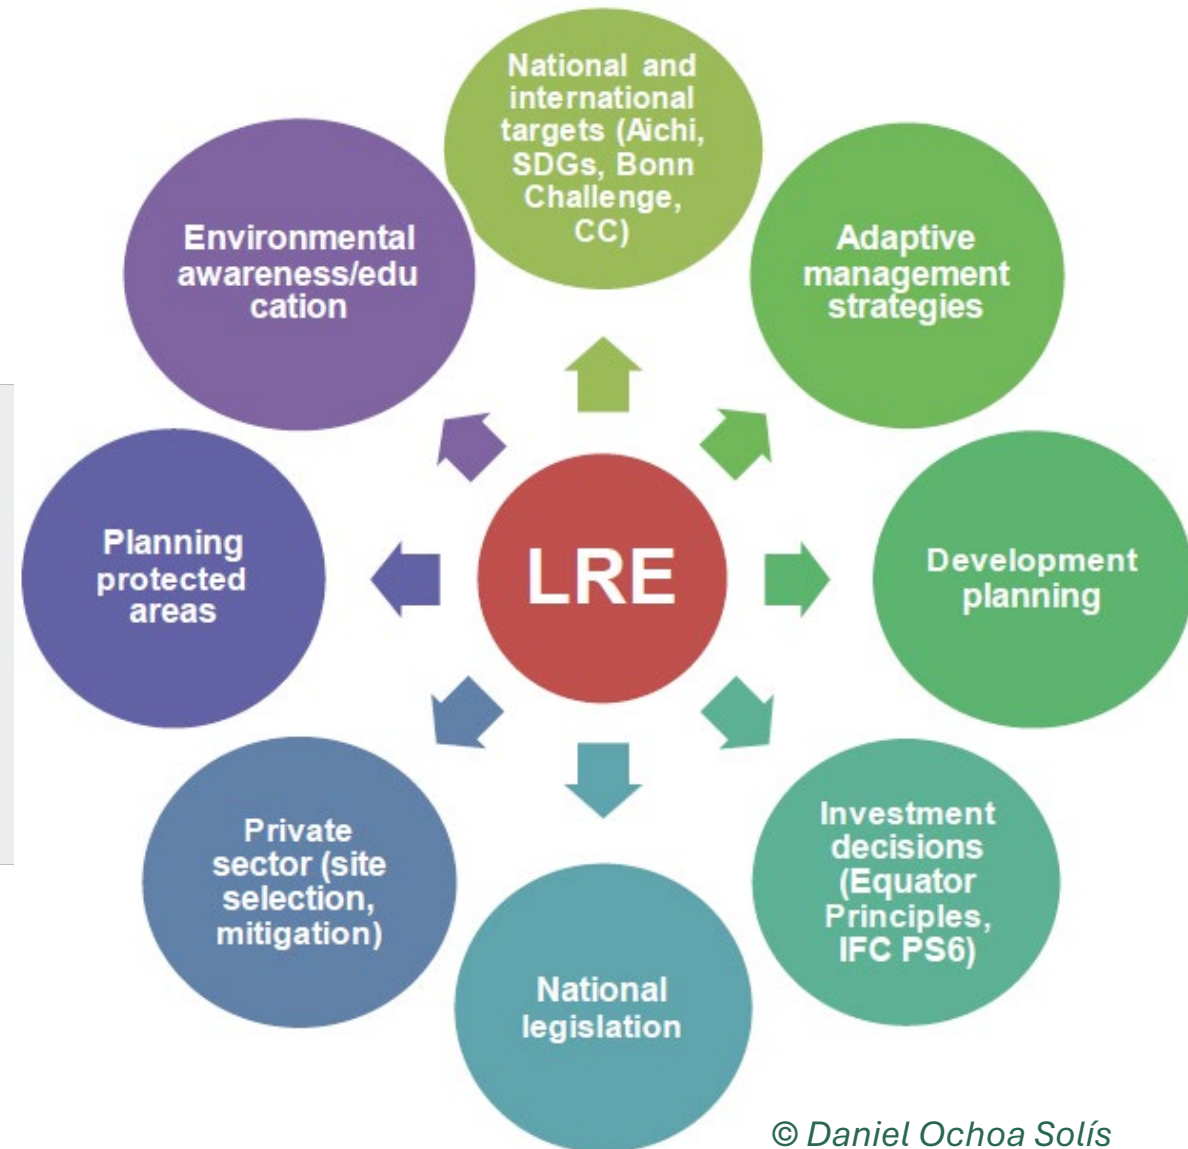 National and
international
targets (Aichi,
SDGs, Bonn
Challenge,
CC)
Adaptive
management
strategies
Development
planning
Investment
decisions
(Equator
Principles,
IFC PS6)
National
legislation
Private
sector (site
selection,
mitigation)
Planning
protected
areas
Environmental
awareness/edu
cation
LRE
© Daniel Ochoa Solís